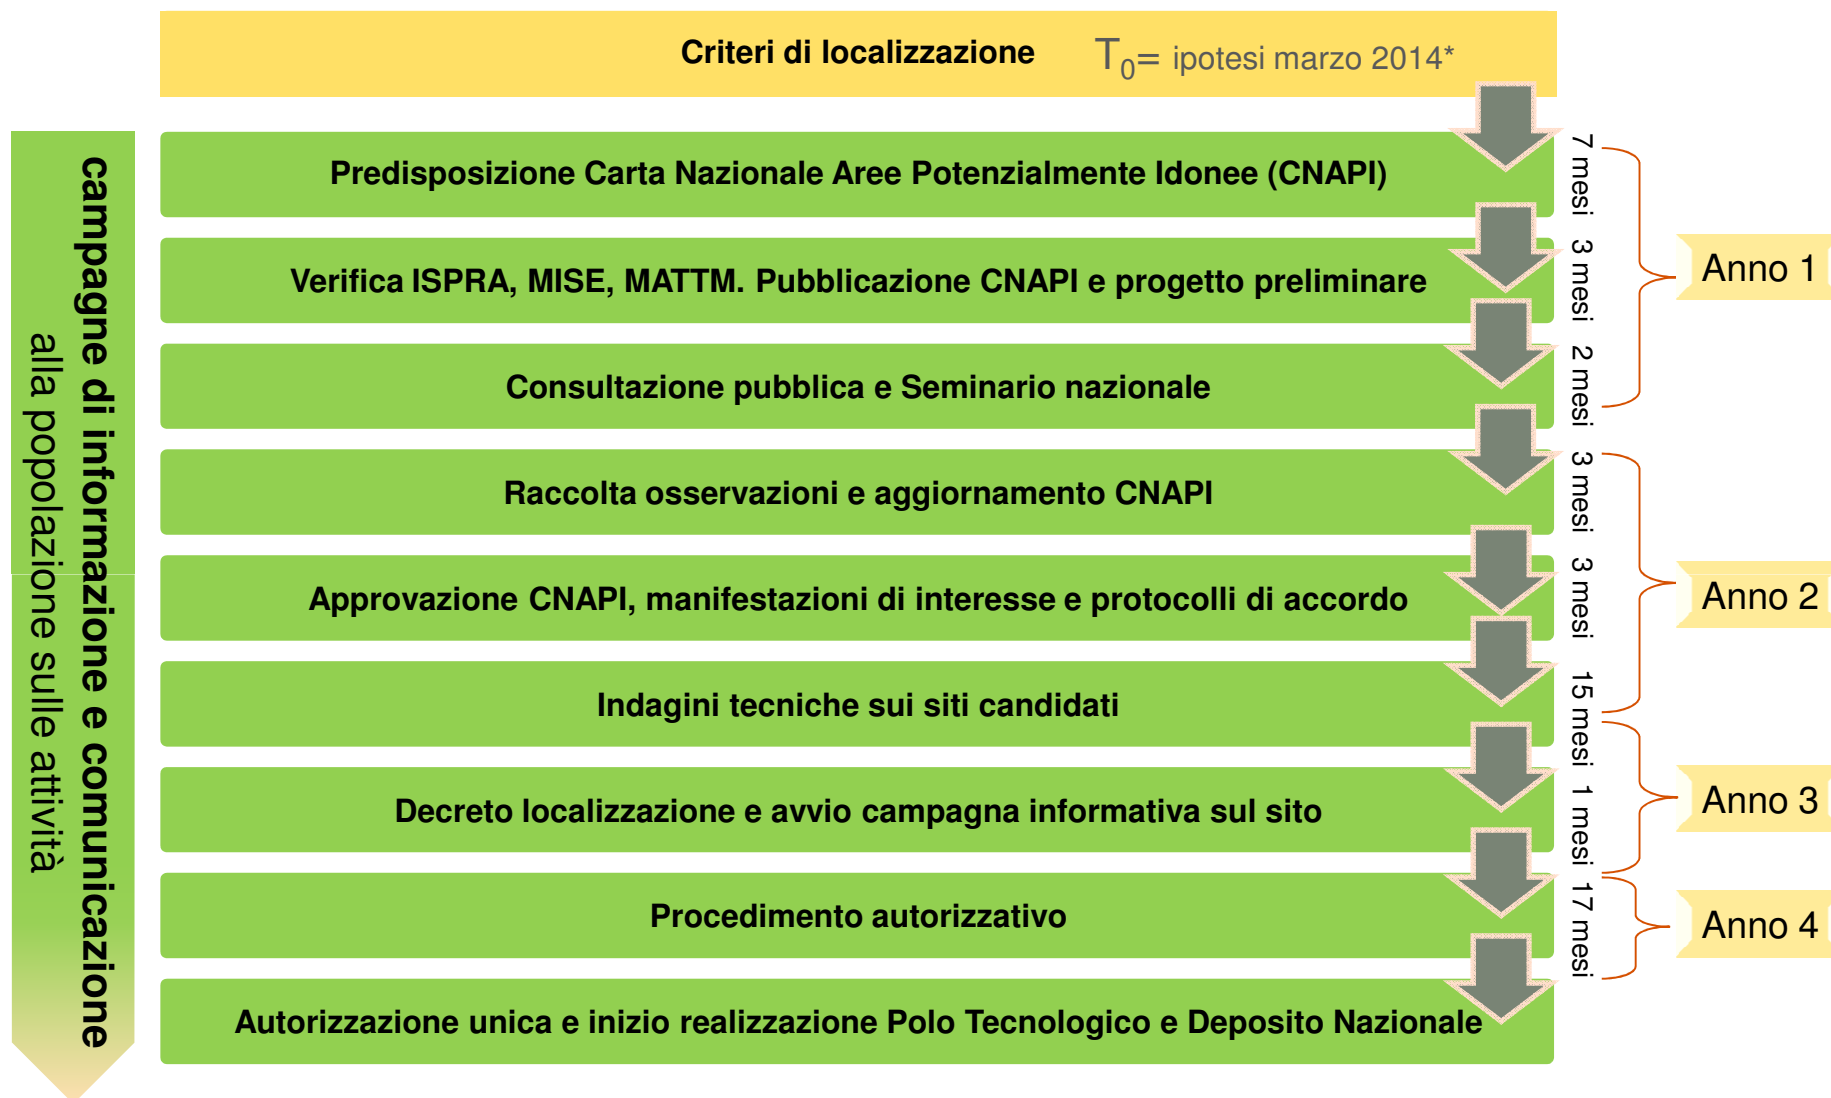 Criteri di localizzazione T0= ipotesi marzo 2014*
Predisposizione Carta Nazionale Aree Potenzialmente Idonee (CNAPI)
7 mesi
Verifica ISPRA, MISE, MATTM. Pubblicazione CNAPI e progetto preliminare
3 mesi
Anno 1
Consultazione pubblica e Seminario nazionale
2 mesi
Raccolta osservazioni e aggiornamento CNAPI
3 mesi
Approvazione CNAPI, manifestazioni di interesse e protocolli di accordo
3 mesi
Anno 2
Indagini tecniche sui siti candidati
15 mesi
Decreto localizzazione e avvio campagna informativa sul sito
1 mesi
Anno 3
Procedimento autorizzativo
17 mesi
Anno 4
Autorizzazione unica e inizio realizzazione Polo Tecnologico e Deposito Nazionale
campagne di informazione e comunicazione
alla popolazione sulle attività